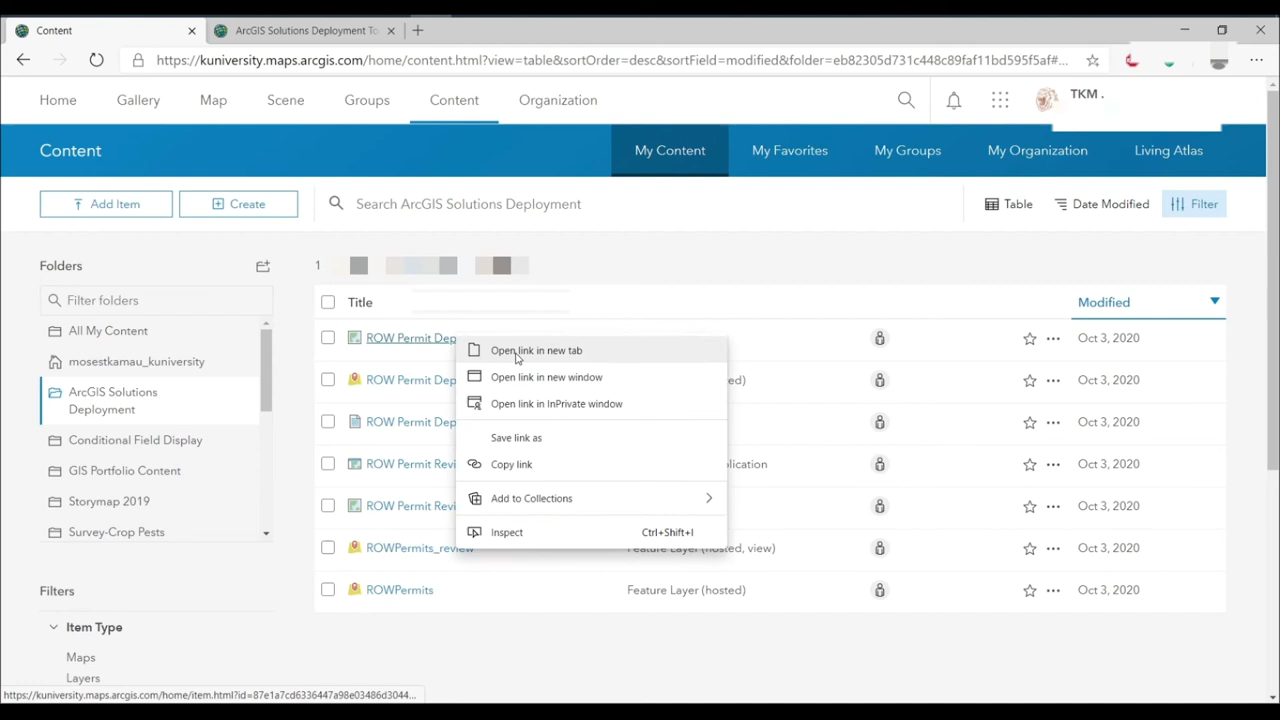 Content
ArcGIS Solutions Deployment To
https://kuniversity.maps.arcgis.com/home/content.html?view=table&sortOrder=desc&sortField=modified&folder=eb82305d731c448c89faf11bd595f5af#...
Home Gallery Map Scene Groups Content Organization
TKM .
Content
My Content My Favorites My Groups My Organization Living Atlas
Add Item Create Search ArcGIS Solutions Deployment Table Date Modified Filter
Folders
1
Filter folders
Title Modified
All My Content
ROW Permit Dep Oct 3, 2020
Open link in new tab
mosestkamau_kuniversity
Open link in new window
ROW Permit Dep ed) Oct 3, 2020
ArcGIS Solutions
Deployment
Open link in InPrivate window
ROW Permit Dep Oct 3, 2020
Conditional Field Display
Save link as
ROW Permit Revi lication Oct 3, 2020
Copy link
GIS Portfolio Content
Storymap 2019
Add to Collections
ROW Permit Revi Oct 3, 2020
Survey-Crop Pests
Inspect Ctrl+Shift+I
ROWPermits_review Feature Layer (hosted, view) Oct 3, 2020
Filters
ROWPermits Feature Layer (hosted) Oct 3, 2020
Item Type
Maps
Layers
https://kuniversity.maps.arcgis.com/home/item.html?id=87e1a7cd6336447a98e03486d3044...